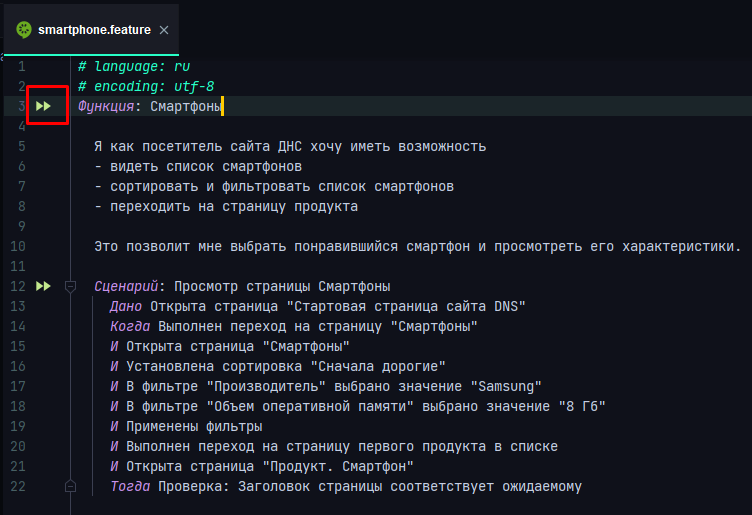 smartphone.feature
1 # language: ru
2 # encoding: utf-8
3 Функция: Смартфоны
4
5 Я как посетитель сайта ДНС хочу иметь возможность
6 - видеть список смартфонов
7 - сортировать и фильтровать список смартфонов
8 - переходить на страницу продукта
9
10 Это позволит мне выбрать понравившийся смартфон и просмотреть его характеристики.
11
12 Сценарий: Просмотр страницы Смартфоны
13 Дано Открыта страница "Стартовая страница сайта DNS"
14 Когда Выполнен переход на страницу "Смартфоны"
15 И Открыта страница "Смартфоны"
16 И Установлена сортировка "Сначала дорогие"
17 И В фильтре "Производитель" выбрано значение "Samsung"
18 И В фильтре "Объем оперативной памяти" выбрано значение "8 Гб"
19 И Применены фильтры
20 И Выполнен переход на страницу первого продукта в списке
21 И Открыта страница "Продукт. Смартфон"
22 Тогда Проверка: Заголовок страницы соответствует ожидаемому